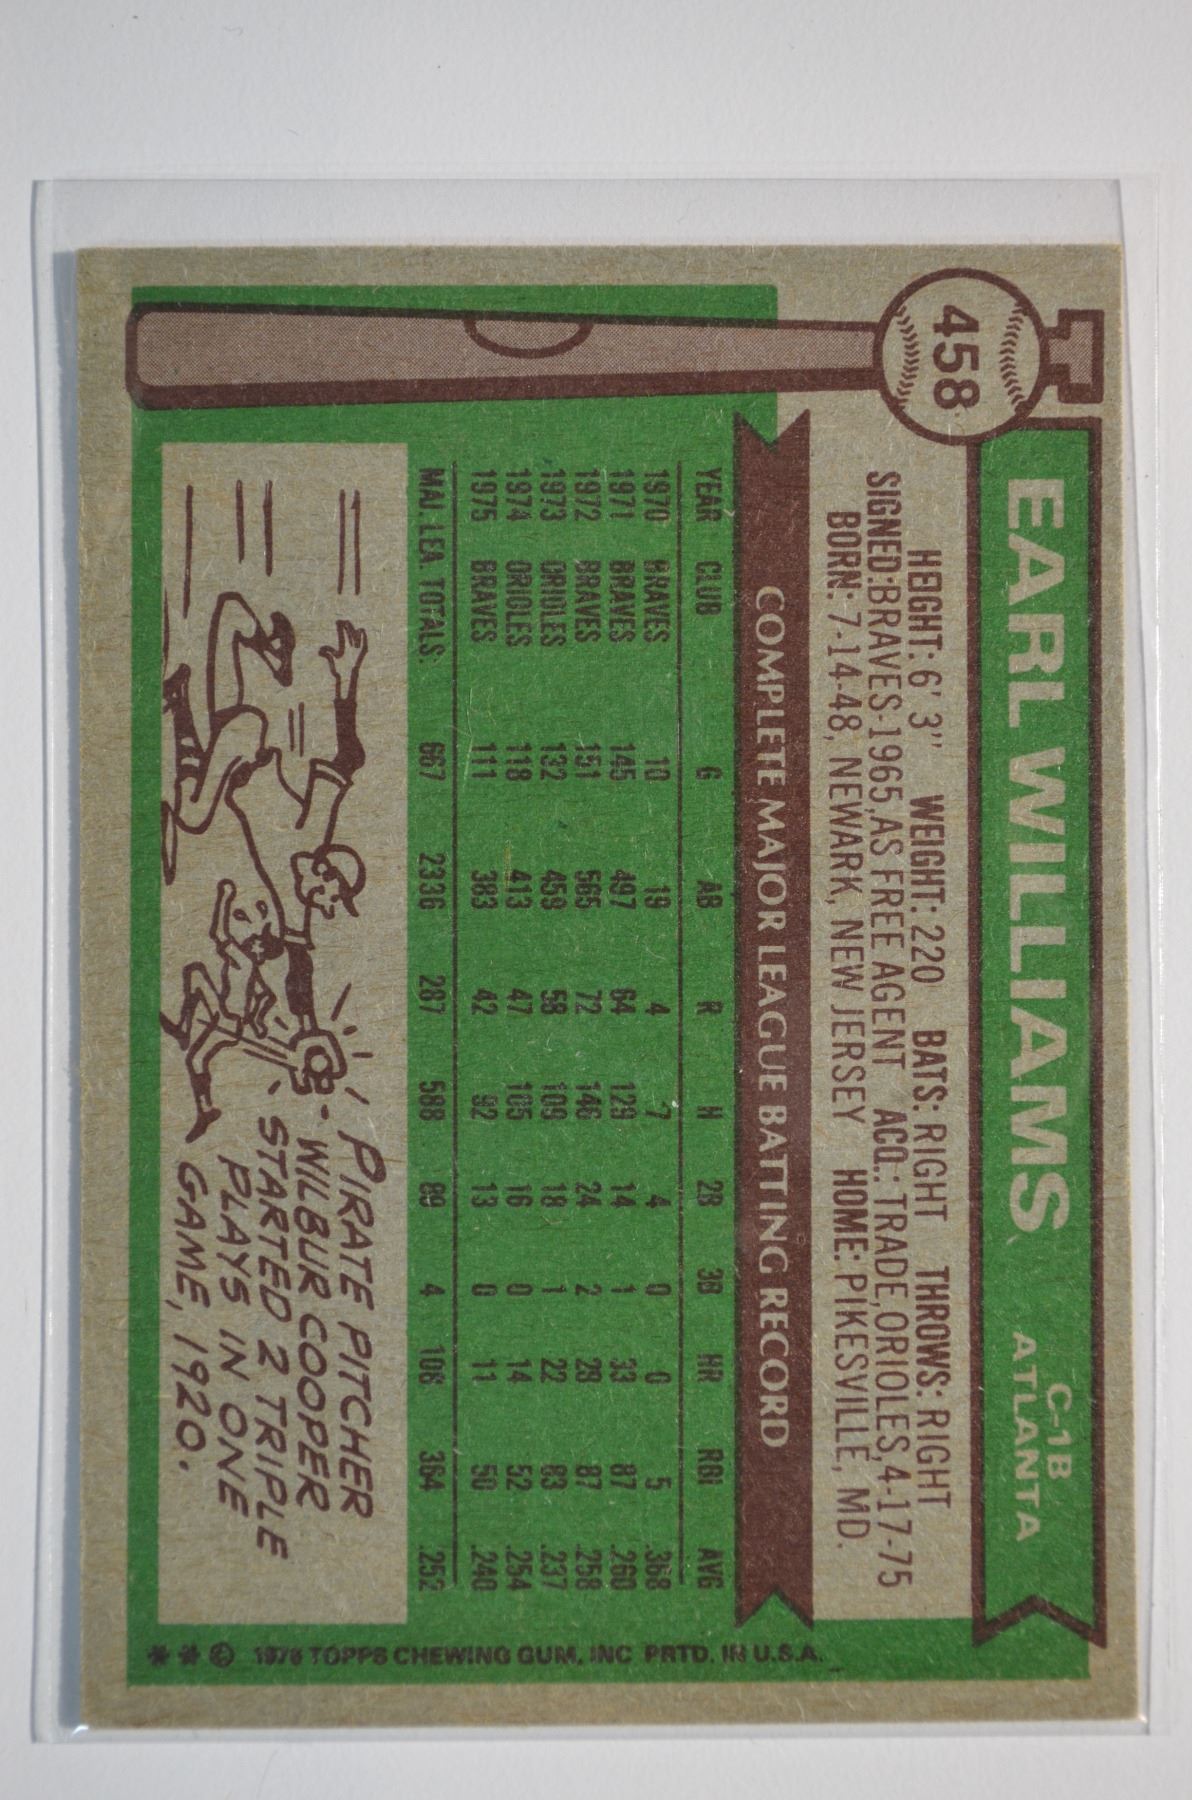 458
EARL WILLIAMS
C-1B
ATLANTA
HEIGHT: 6' 3" WEIGHT: 220 BATS: RIGHT THROWS: RIGHT
SIGNED:BRAVES-1965,AS FREE AGENT ACQ.: TRADE,ORIOLES,4-17-75
BORN: 7-14-48, NEWARK, NEW JERSEY HOME: PIKESVILLE, MD.
COMPLETE MAJOR LEAGUE BATTING RECORD
YEAR CLUB G AB R H 2B 3B HR RBI AVG
1970 BRAVES 10 19 4 7 4 0 0 5 .368
1971 BRAVES 145 497 64 129 14 1 33 87 .260
1972 BRAVES 151 565 72 146 24 2 28 87 .258
1973 ORIOLES 132 459 58 109 18 1 22 83 .237
1974 ORIOLES 118 413 47 105 16 0 14 52 .254
1975 BRAVES 111 383 42 92 13 0 11 50 .240
MAJ. LEA. TOTALS: 667 2336 287 588 89 4 108 364 .252
PIRATE PITCHER
WILBUR COOPER
STARTED 2 TRIPLE
PLAYS IN ONE
GAME, 1920.
** © 1976 TOPPS CHEWING GUM, INC PRTD. IN U.S.A.